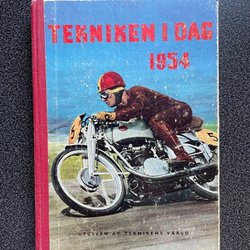 TEKNIKEN I DAG
1954
UTGIVEN AV TEKNIKENS VÄRLD